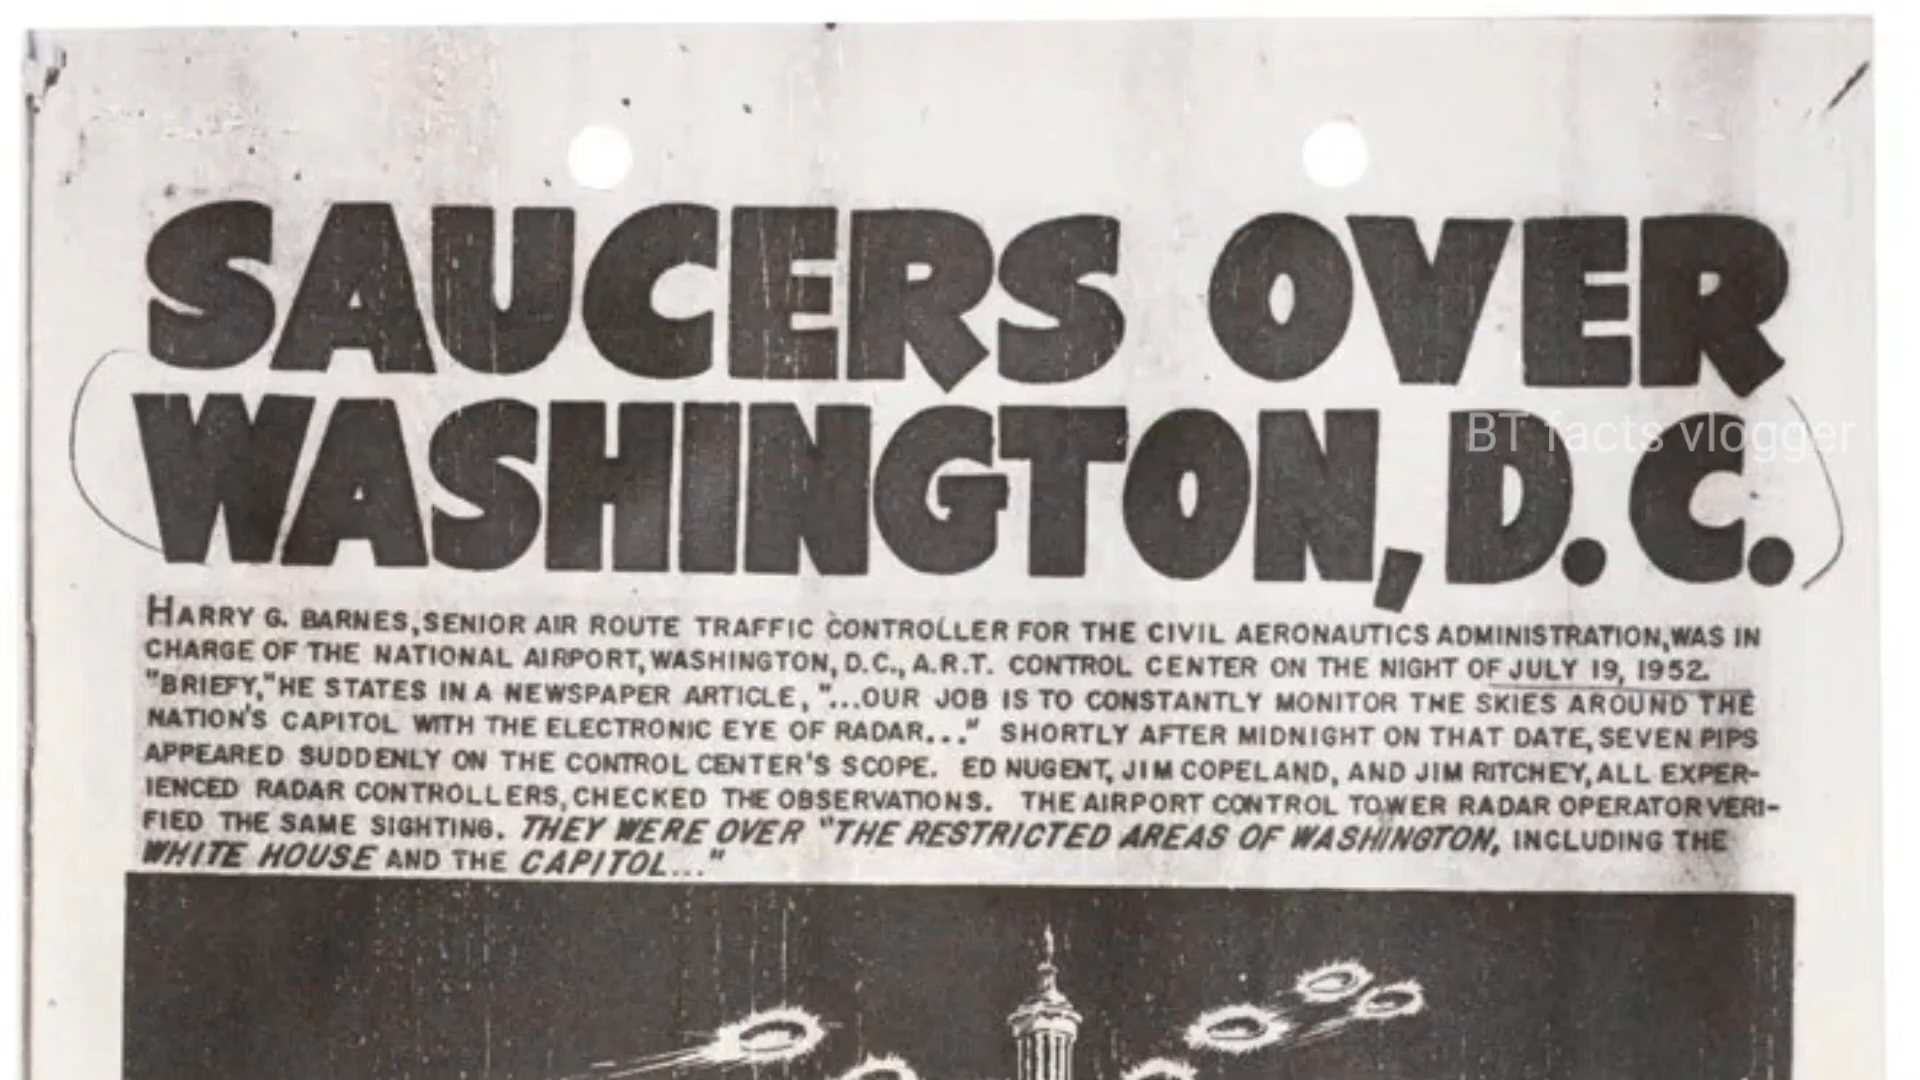 SAUCERS OVER
WASHINGTON, D.C.
BT facts vlogger
HARRY G. BARNES, SENIOR AIR ROUTE TRAFFIC CONTROLLER FOR THE CIVIL AERONAUTICS ADMINISTRATION, WAS IN
CHARGE OF THE NATIONAL AIRPORT, WASHINGTON, D.C., A.R.T. CONTROL CENTER ON THE NIGHT OF JULY 19, 1952.
"BRIEFY," HE STATES IN A NEWSPAPER ARTICLE, "...OUR JOB IS TO CONSTANTLY MONITOR THE SKIES AROUND THE
NATION'S CAPITOL WITH THE ELECTRONIC EYE OF RADAR..." SHORTLY AFTER MIDNIGHT ON THAT DATE, SEVEN PIPS
APPEARED SUDDENLY ON THE CONTROL CENTER'S SCOPE. ED NUGENT, JIM COPELAND, AND JIM RITCHEY, ALL EXPER-
IENCED RADAR CONTROLLERS, CHECKED THE OBSERVATIONS. THE AIRPORT CONTROL TOWER RADAR OPERATOR VERI-
FIED THE SAME SIGHTING. THEY WERE OVER "THE RESTRICTED AREAS OF WASHINGTON, INCLUDING THE
WHITE HOUSE AND THE CAPITOL..."